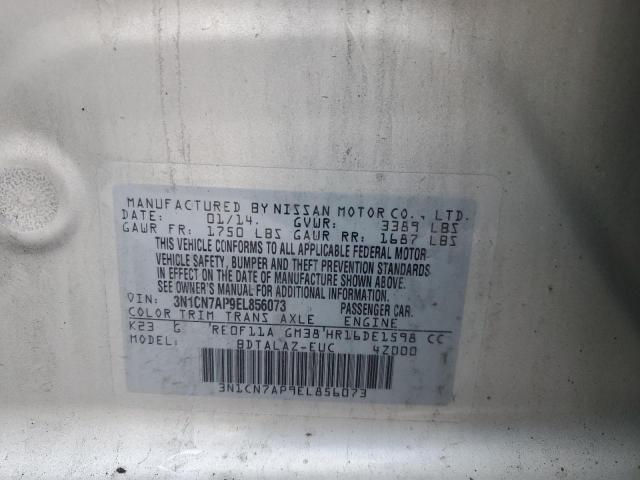 MANUFACTURED BY NISSAN MOTOR CO., LTD.
DATE: 01/14. GVWR: 3389 LBS
GAWR FR: 1750 LBS GAWR RR: 1687 LBS
THIS VEHICLE CONFORMS TO ALL APPLICABLE FEDERAL MOTOR
VEHICLE SAFETY, BUMPER AND THEFT PREVENTION STANDARDS
IN EFFECT ON THE DATE OF MANUFACTURE SHOWN ABOVE.
SEE OWNER'S MANUAL FOR ADDITIONAL INFORMATION.
VIN: 3N1CN7AP9EL856073 PASSENGER CAR.
COLOR TRIM TRANS AXLE ENGINE
K23 G RE0F11A GM38 HR16DE1598 CC
MODEL: BDTALAZ-EUC 4Z000
3N1CN7AP9EL856073